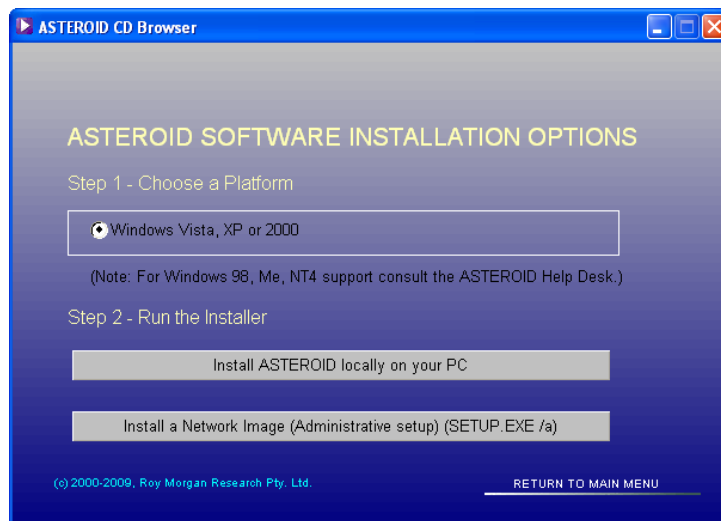 ASTEROID CD Browser
ASTEROID SOFTWARE INSTALLATION OPTIONS
Step 1 - Choose a Platform
Windows Vista, XP or 2000
(Note: For Windows 98, Me, NT4 support consult the ASTEROID Help Desk.)
Step 2 - Run the Installer
Install ASTEROID locally on your PC
Install a Network Image (Administrative setup) (SETUP.EXE /a)
(c) 2000-2009, Roy Morgan Research Pty. Ltd.
RETURN TO MAIN MENU